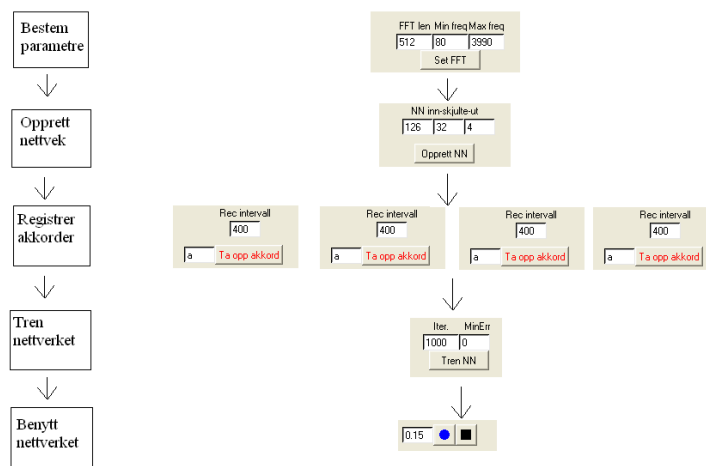 Bestem
parametre
FFT len Min freq Max freq
512 80 3990
Set FFT
Opprett
nettvek
NN inn-skjulte-ut
126 32 4
Opprett NN
Registrer
akkorder
Rec intervall
400
a Ta opp akkord
Rec intervall
400
a Ta opp akkord
Rec intervall
400
a Ta opp akkord
Rec intervall
400
a Ta opp akkord
Tren
nettverket
Iter. MinErr
1000 0
Tren NN
Benytt
nettverket
0.15